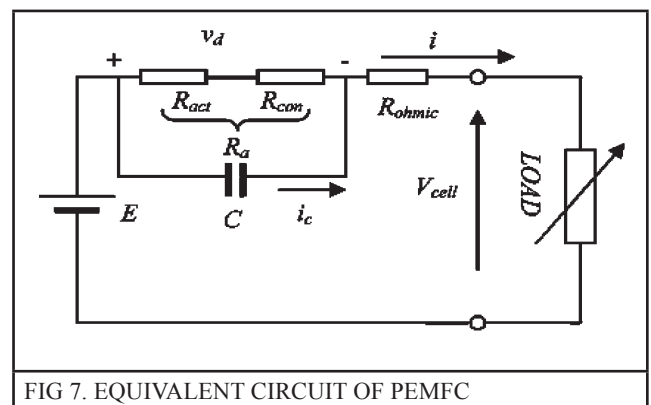 v_d
i
+
-
R_act
R_con
R_ohmic
R_a
V_cell
LOAD
E
C
i_c
FIG 7. EQUIVALENT CIRCUIT OF PEMFC